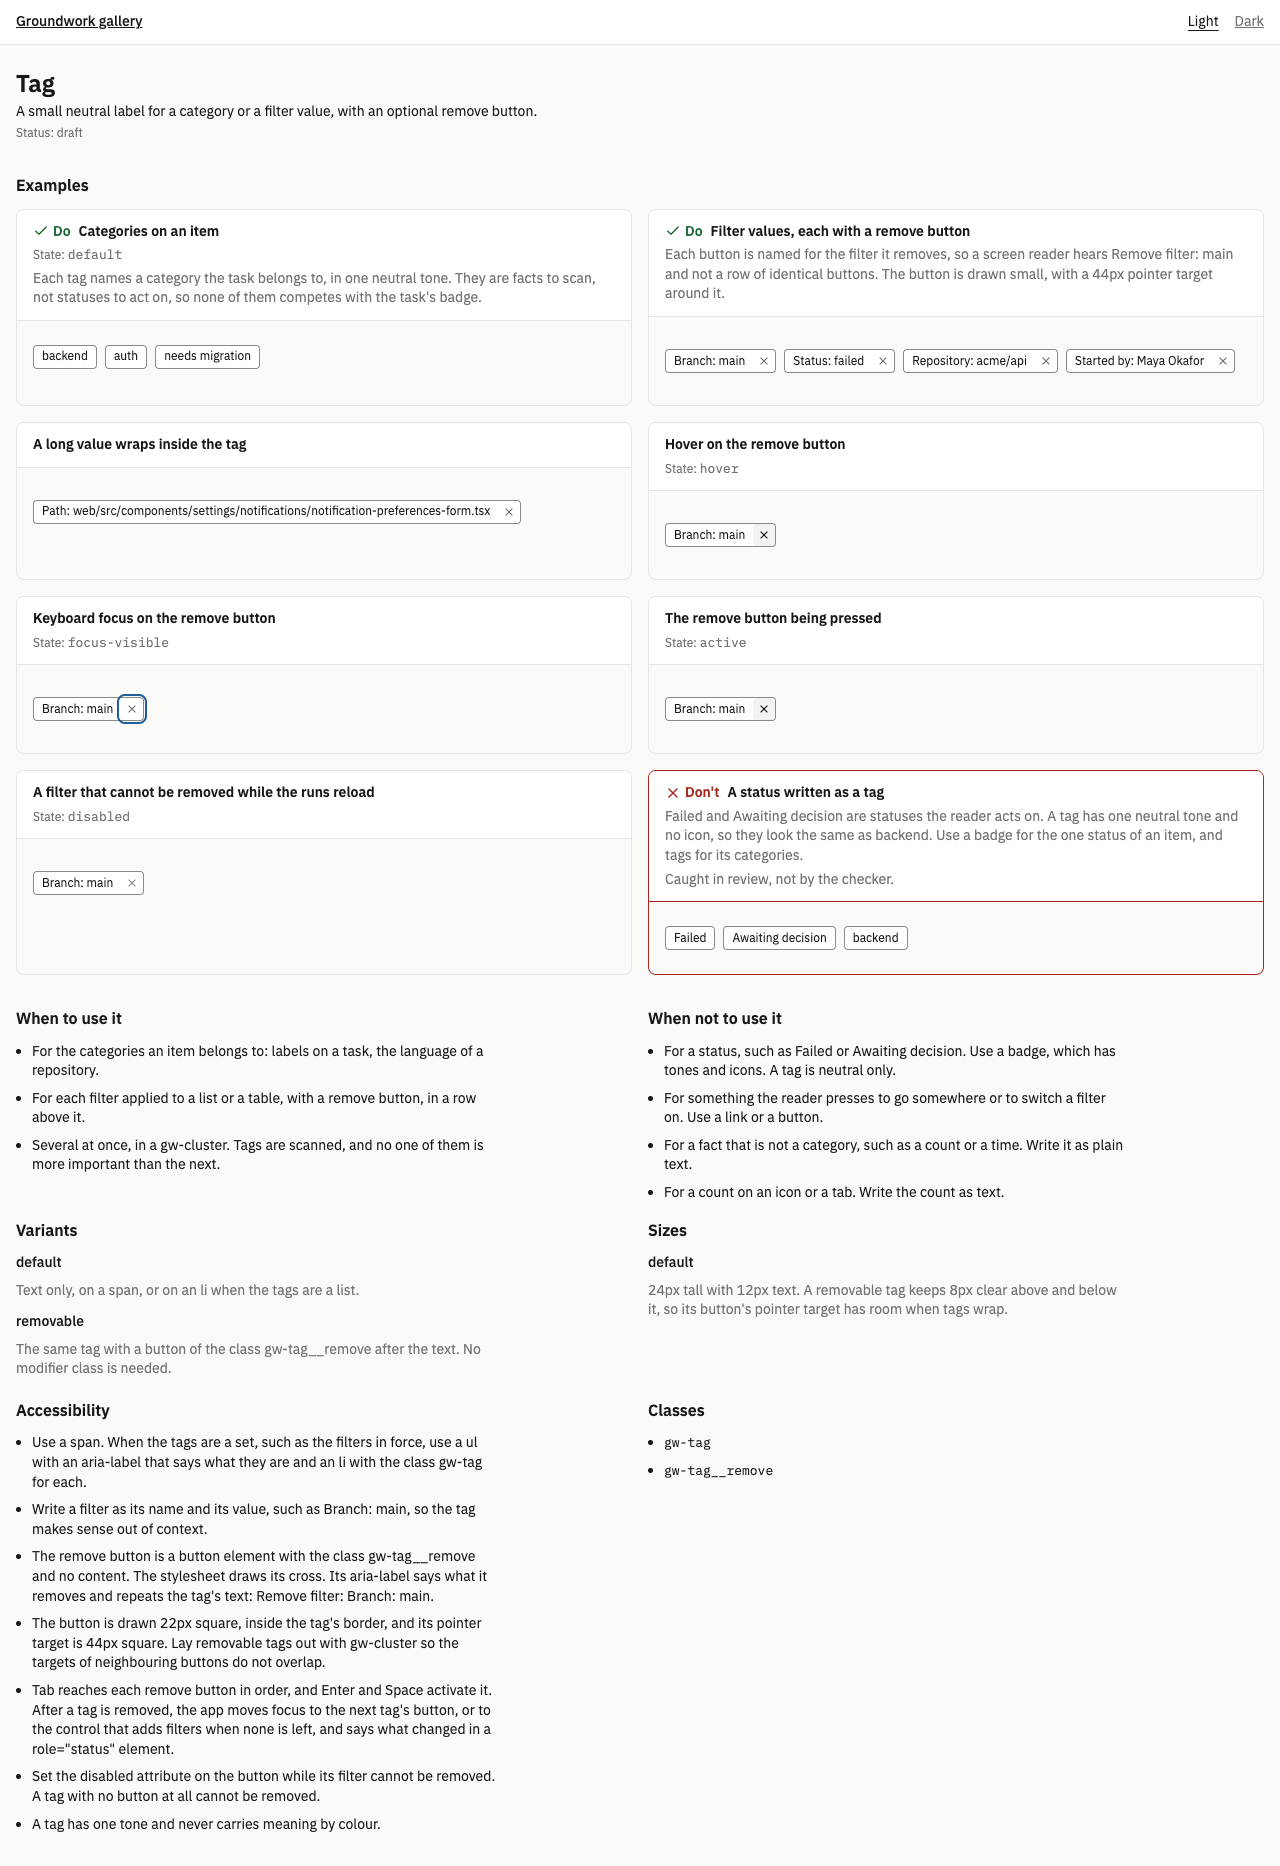 Groundwork gallery
Light
Dark
Tag
A small neutral label for a category or a filter value, with an optional remove button.
Status: draft
Examples
Do Categories on an item
State: default
Each tag names a category the task belongs to, in one neutral tone. They are facts to scan,
not statuses to act on, so none of them competes with the task's badge.
backend
auth
needs migration
Do Filter values, each with a remove button
Each button is named for the filter it removes, so a screen reader hears Remove filter: main
and not a row of identical buttons. The button is drawn small, with a 44px pointer target
around it.
Branch: main
Status: failed
Repository: acme/api
Started by: Maya Okafor
A long value wraps inside the tag
Path: web/src/components/settings/notifications/notification-preferences-form.tsx
Hover on the remove button
State: hover
Branch: main
Keyboard focus on the remove button
State: focus-visible
Branch: main
The remove button being pressed
State: active
Branch: main
A filter that cannot be removed while the runs reload
State: disabled
Branch: main
Don't A status written as a tag
Failed and Awaiting decision are statuses the reader acts on. A tag has one neutral tone and
no icon, so they look the same as backend. Use a badge for the one status of an item, and
tags for its categories.
Caught in review, not by the checker.
Failed
Awaiting decision
backend
When to use it
For the categories an item belongs to: labels on a task, the language of a
repository.
For each filter applied to a list or a table, with a remove button, in a row
above it.
Several at once, in a gw-cluster. Tags are scanned, and no one of them is
more important than the next.
When not to use it
For a status, such as Failed or Awaiting decision. Use a badge, which has
tones and icons. A tag is neutral only.
For something the reader presses to go somewhere or to switch a filter
on. Use a link or a button.
For a fact that is not a category, such as a count or a time. Write it as plain
text.
For a count on an icon or a tab. Write the count as text.
Variants
default
Text only, on a span, or on an li when the tags are a list.
removable
The same tag with a button of the class gw-tag__remove after the text. No
modifier class is needed.
Sizes
default
24px tall with 12px text. A removable tag keeps 8px clear above and below
it, so its button's pointer target has room when tags wrap.
Accessibility
Use a span. When the tags are a set, such as the filters in force, use a ul
with an aria-label that says what they are and an li with the class gw-tag
for each.
Write a filter as its name and its value, such as Branch: main, so the tag
makes sense out of context.
The remove button is a button element with the class gw-tag__remove
and no content. The stylesheet draws its cross. Its aria-label says what it
removes and repeats the tag's text: Remove filter: Branch: main.
The button is drawn 22px square, inside the tag's border, and its pointer
target is 44px square. Lay removable tags out with gw-cluster so the
targets of neighbouring buttons do not overlap.
Tab reaches each remove button in order, and Enter and Space activate it.
After a tag is removed, the app moves focus to the next tag's button, or to
the control that adds filters when none is left, and says what changed in a
role="status" element.
Set the disabled attribute on the button while its filter cannot be removed.
A tag with no button at all cannot be removed.
A tag has one tone and never carries meaning by colour.
Classes
gw-tag
gw-tag__remove